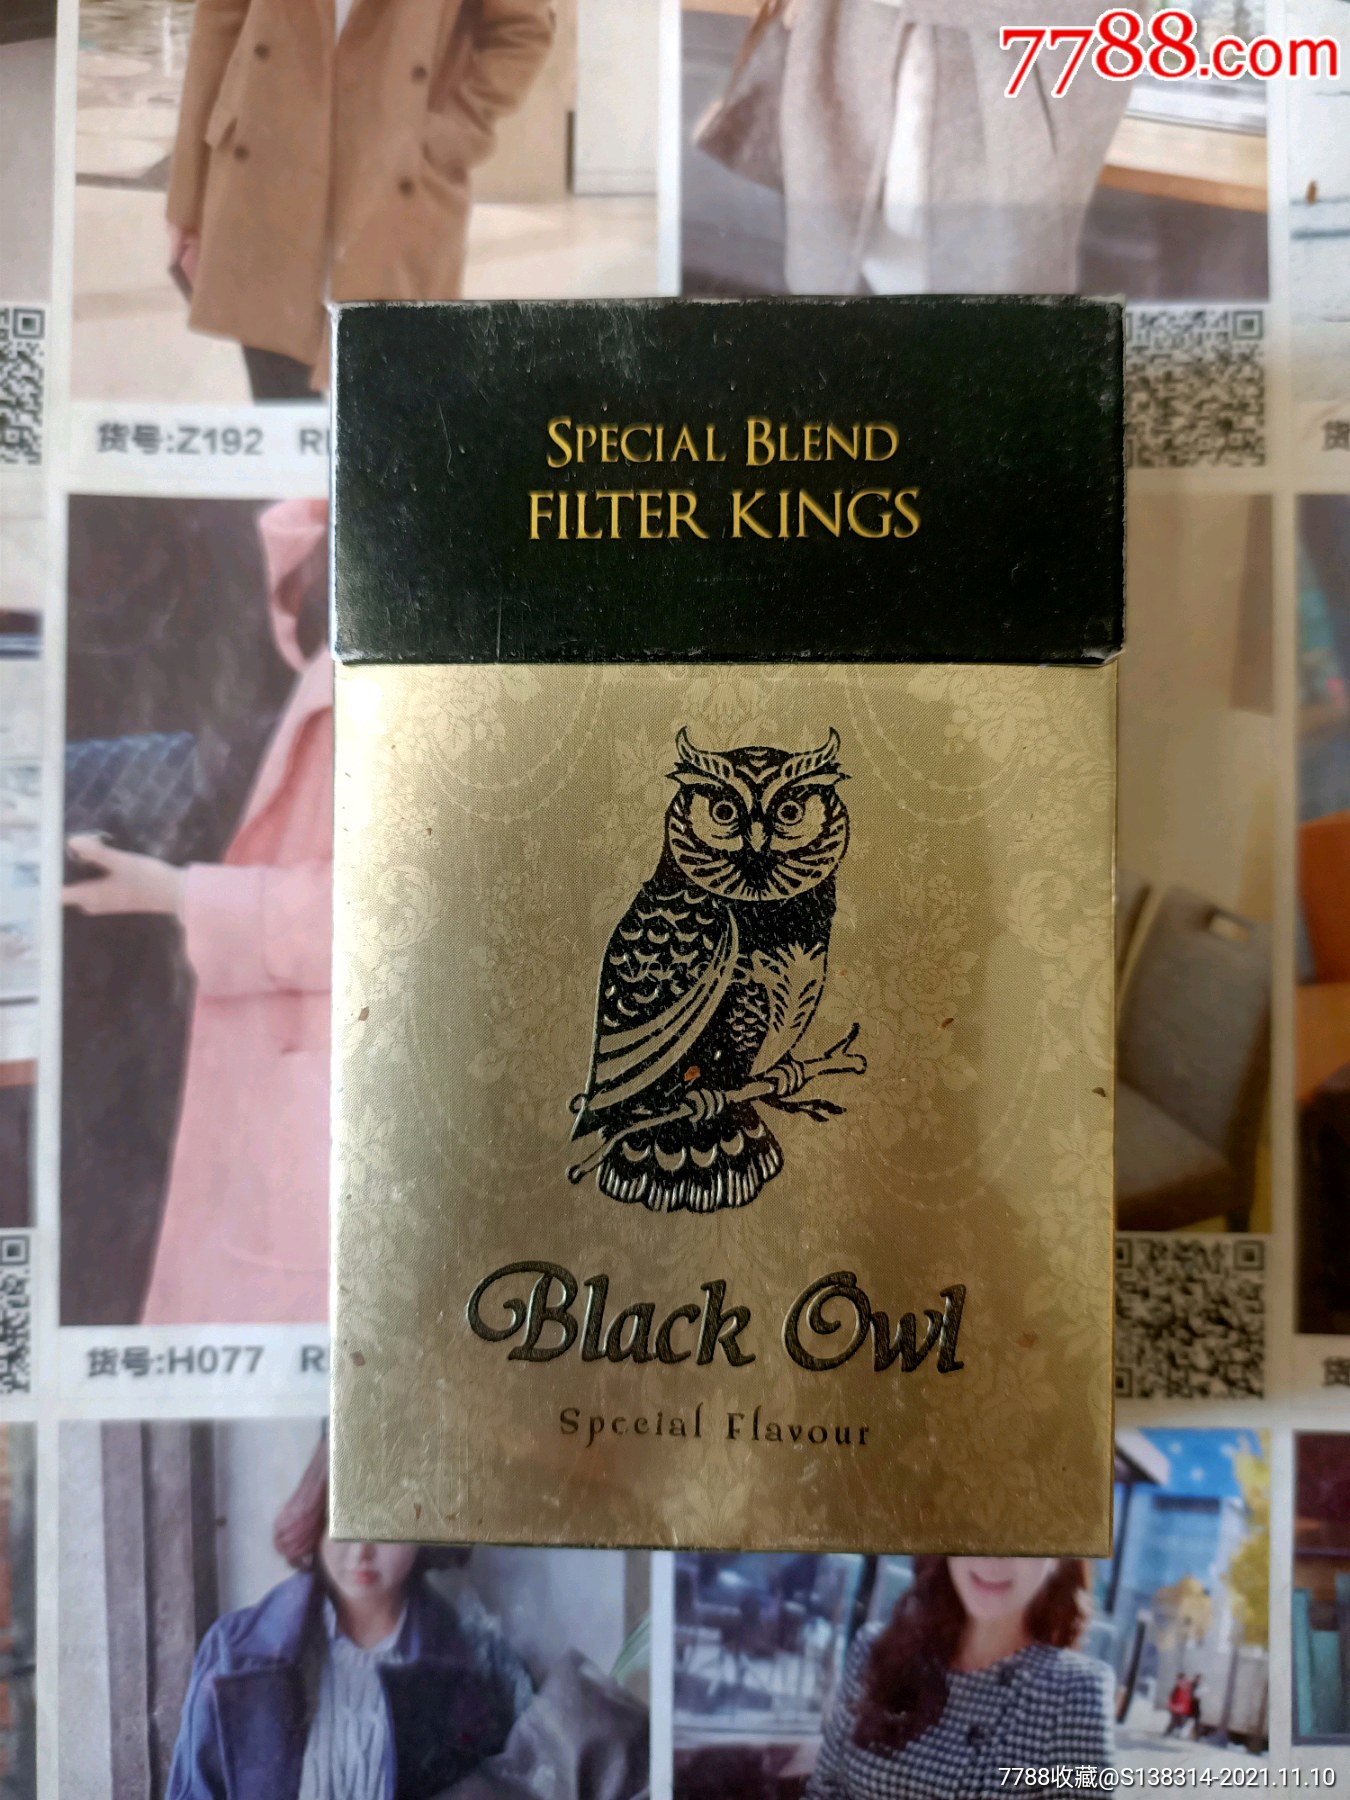 7788.com
货号:Z192
SPECIAL BLEND
FILTER KINGS
Black Owl
货号:H077
Special Flavour
7788收藏@S138314-2021.11.10